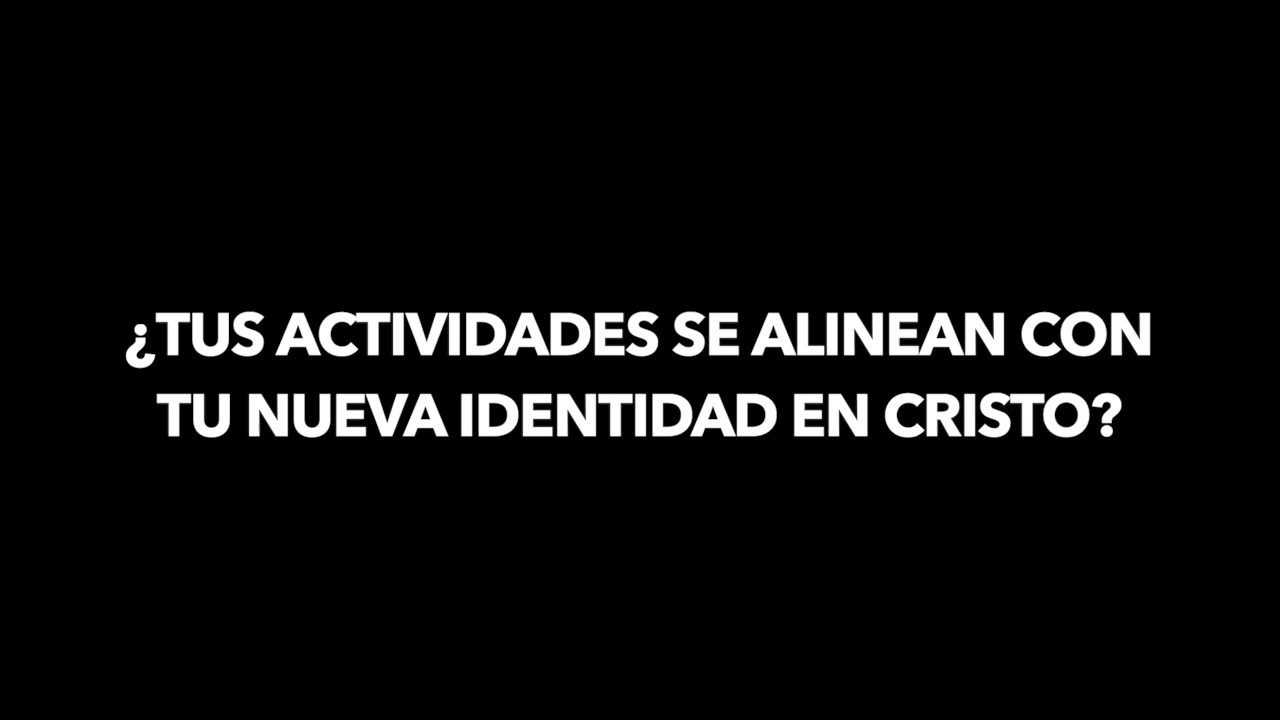 ¿TUS ACTIVIDADES SE ALINEAN CON
TU NUEVA IDENTIDAD EN CRISTO?